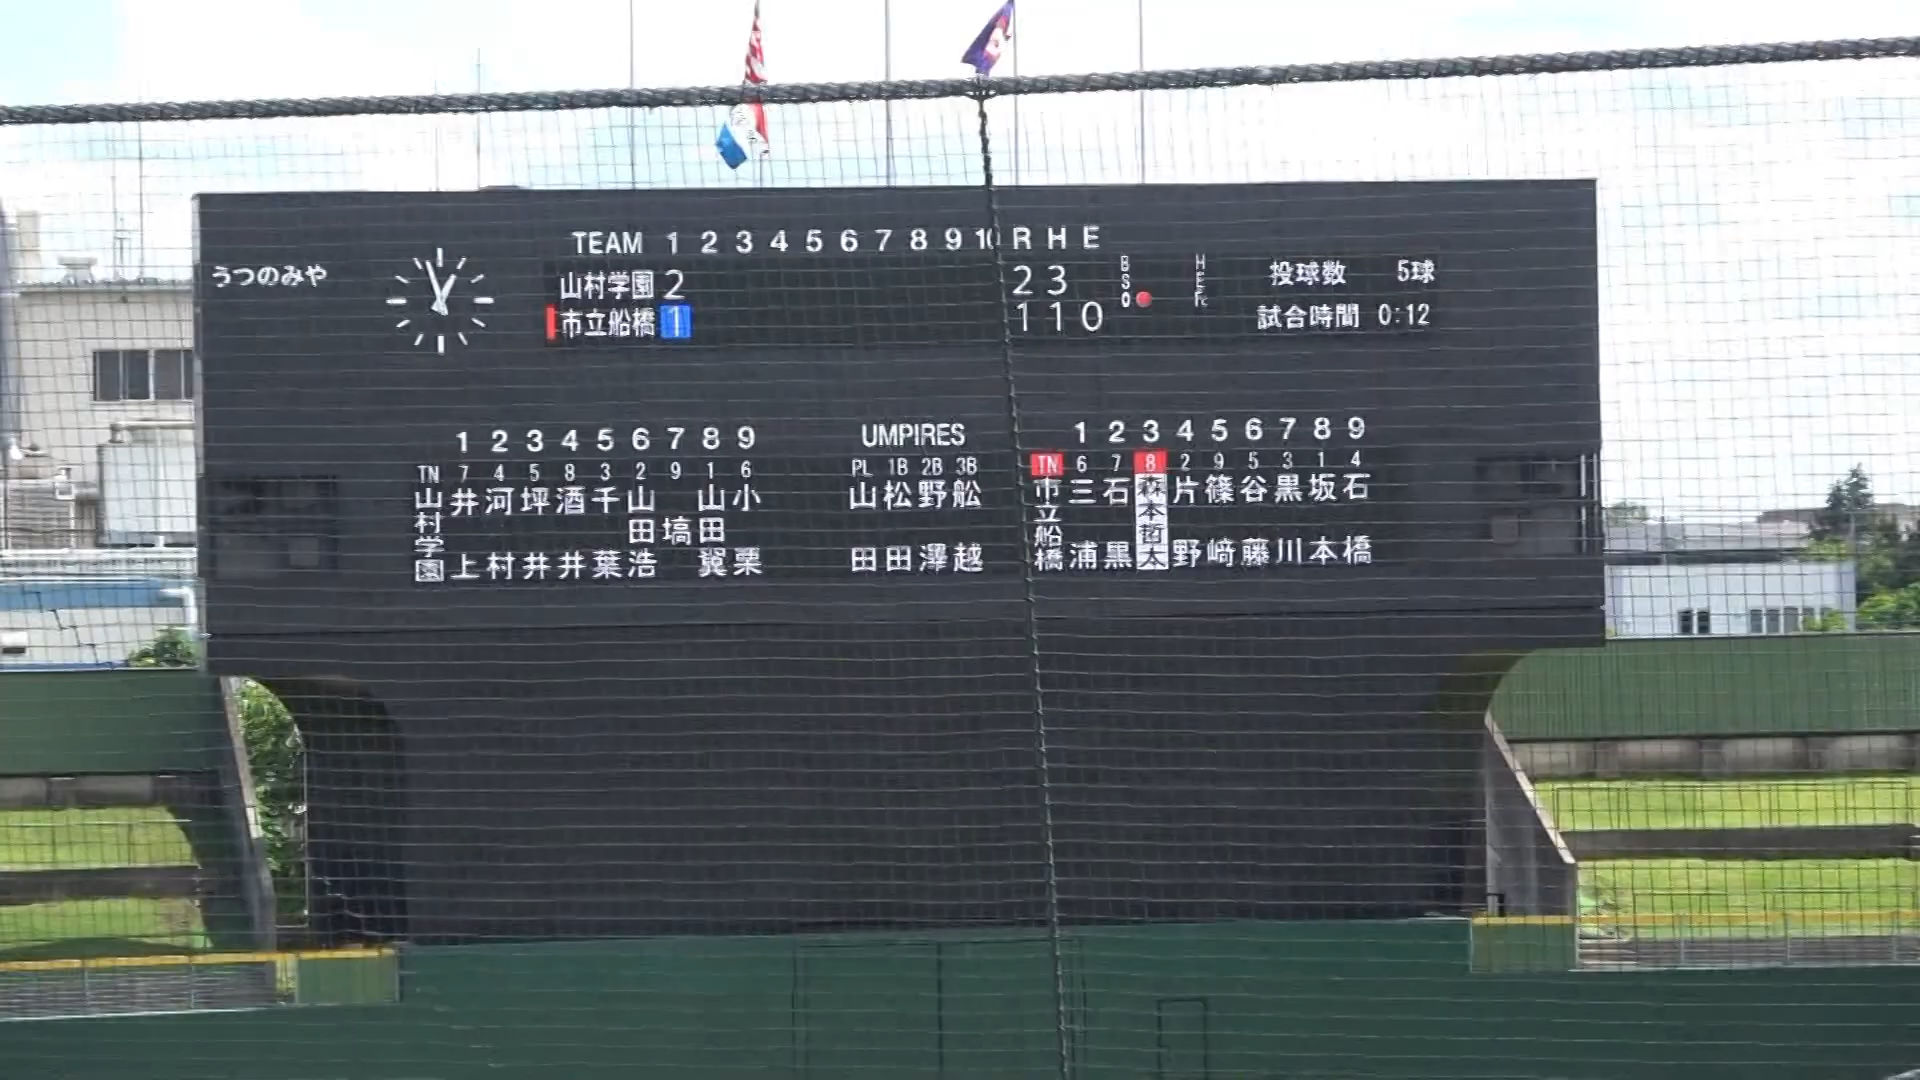 TEAM 1 2 3 4 5 6 7 8 9 10 R H E
うつのみや
山村学園 2 2 3
市立船橋 1 1 1 0
B
S
O
H
E
Fc
投球数 5球
試合時間 0:12
1 2 3 4 5 6 7 8 9
TN 7 4 5 8 3 2 9 1 6
山村学園
井上
河村
坪井
酒井
千葉
山田浩
塙
山田翼
小栗
UMPIRES
PL 1B 2B 3B
山田
松田
野澤
舩越
1 2 3 4 5 6 7 8 9
TN 6 7 8 2 9 5 3 1 4
市立船橋
三浦
石黒
森本哲太
片野
篠﨑
谷藤
黒川
坂本
石橋